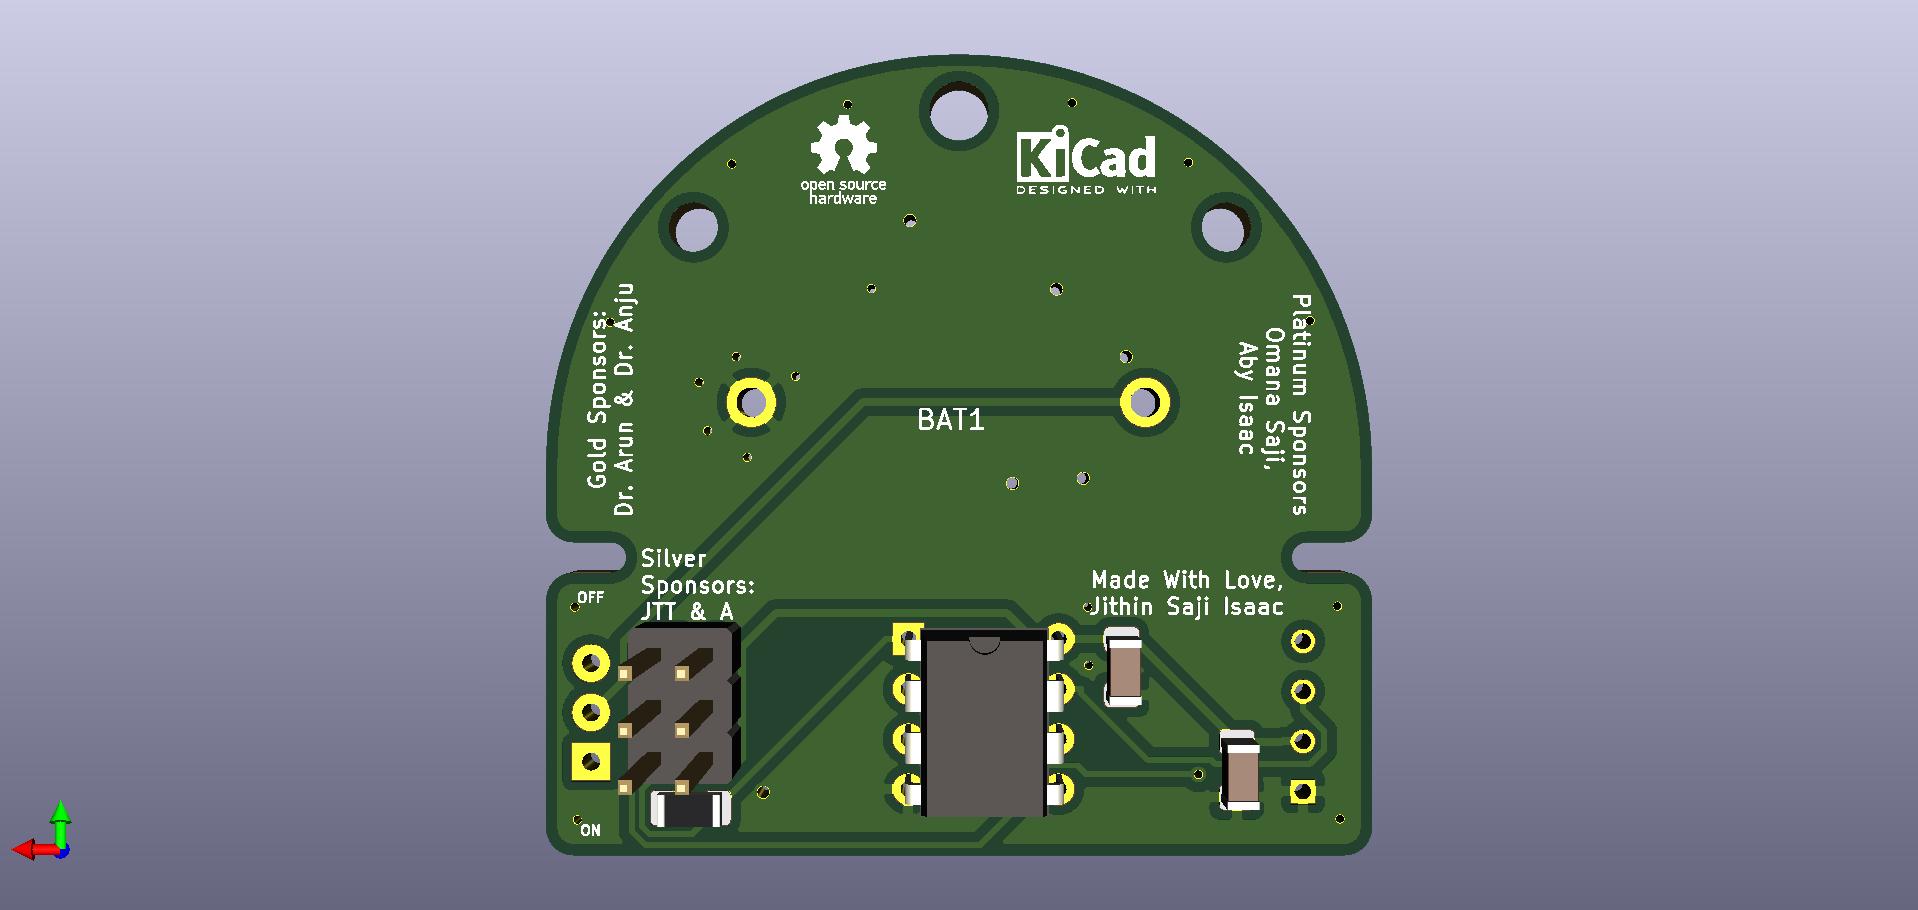 open source
hardware
KiCad
DESIGNED WITH
Gold Sponsors:
Dr. Arun & Dr. Anju
Platinum Sponsors
Omana Saji,
Aby Isaac
BAT1
Silver
Sponsors:
JTT & A
Made With Love,
Jithin Saji Isaac
OFF
ON